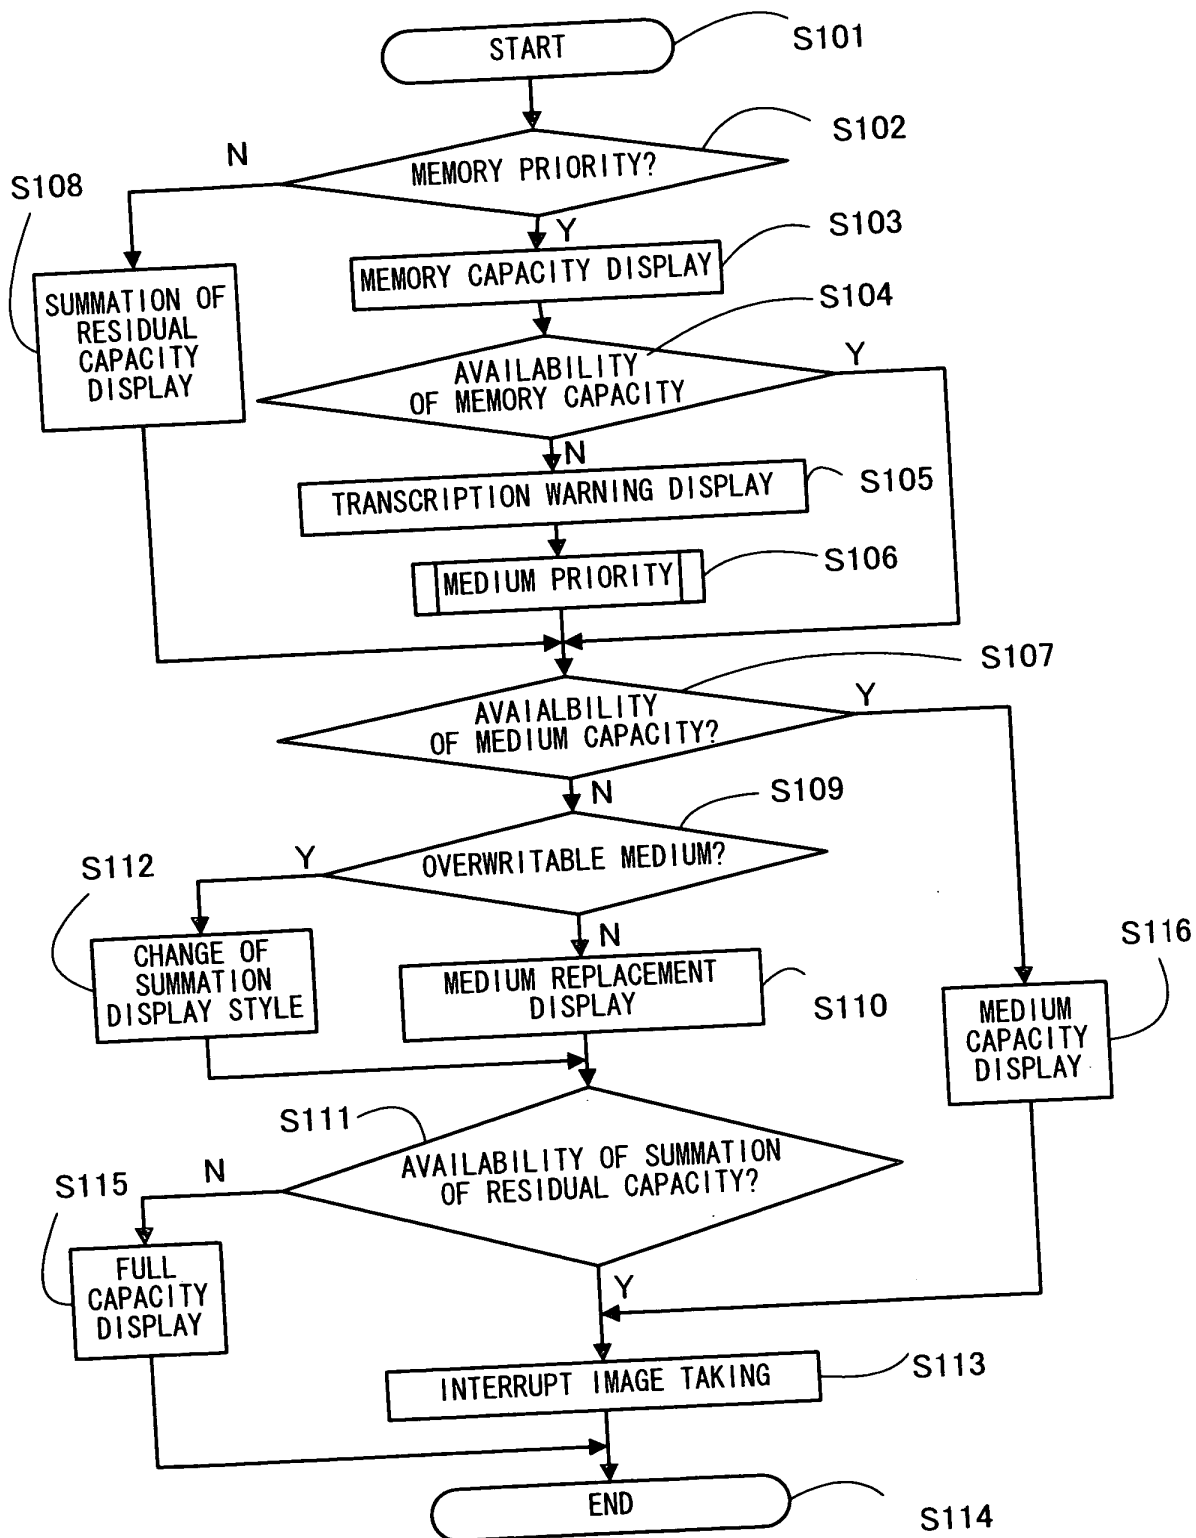 START
S101
S102
N
MEMORY PRIORITY?
S108
Y
S103
MEMORY CAPACITY DISPLAY
SUMMATION OF
RESIDUAL
CAPACITY
DISPLAY
S104
Y
AVAILABILITY
OF MEMORY CAPACITY
N
TRANSCRIPTION WARNING DISPLAY
S105
MEDIUM PRIORITY
S106
S107
Y
AVAIALBILITY
OF MEDIUM CAPACITY?
N
S109
Y
OVERWRITABLE MEDIUM?
S112
N
CHANGE OF
SUMMATION
DISPLAY STYLE
MEDIUM REPLACEMENT
DISPLAY
S110
S116
MEDIUM
CAPACITY
DISPLAY
S111
N
AVAILABILITY OF SUMMATION
OF RESIDUAL CAPACITY?
S115
Y
FULL
CAPACITY
DISPLAY
INTERRUPT IMAGE TAKING
S113
END
S114